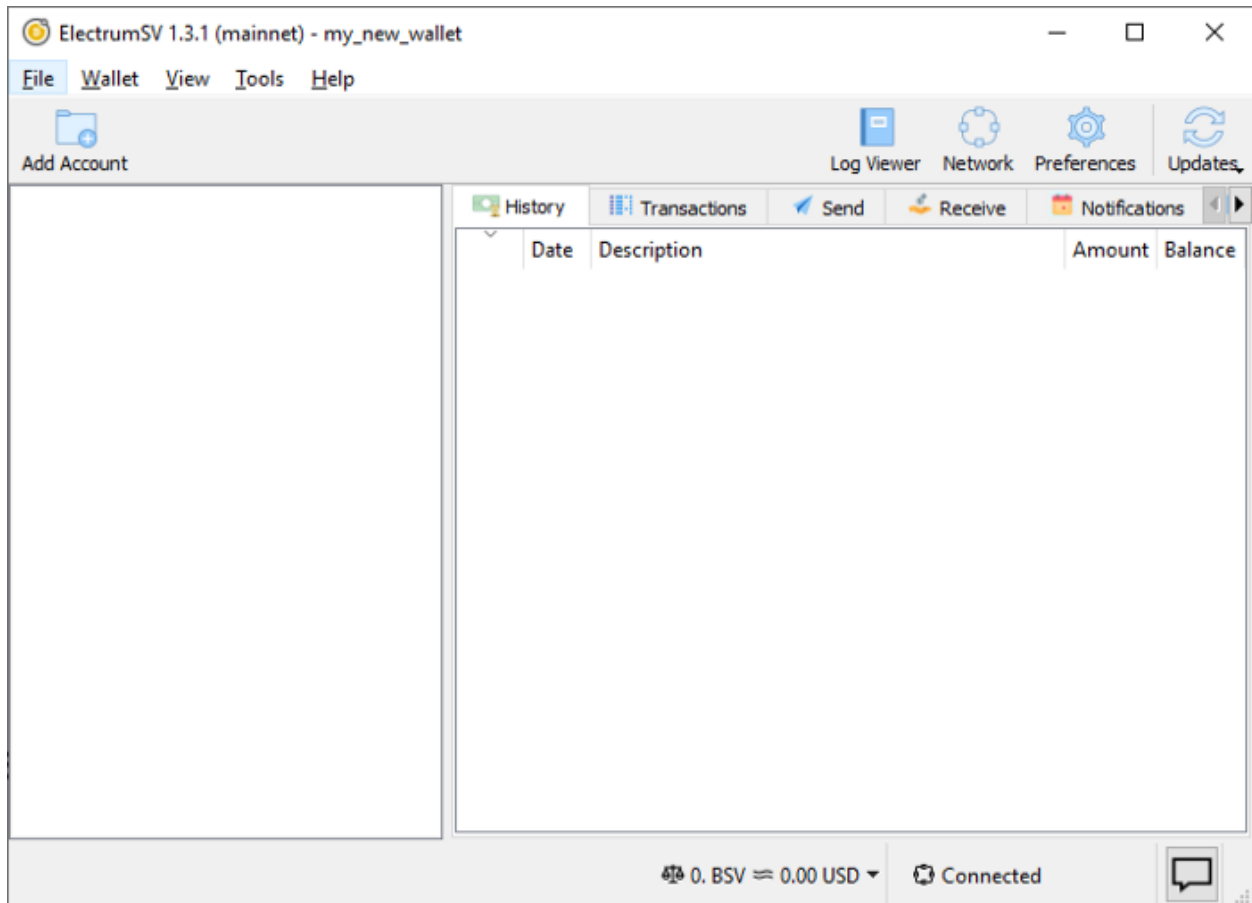 ElectrumSV 1.3.1 (mainnet) - my_new_wallet
File Wallet View Tools Help
Add Account Log Viewer Network Preferences Updates
History Transactions Send Receive Notifications
Date Description Amount Balance
0. BSV ≈ 0.00 USD Connected